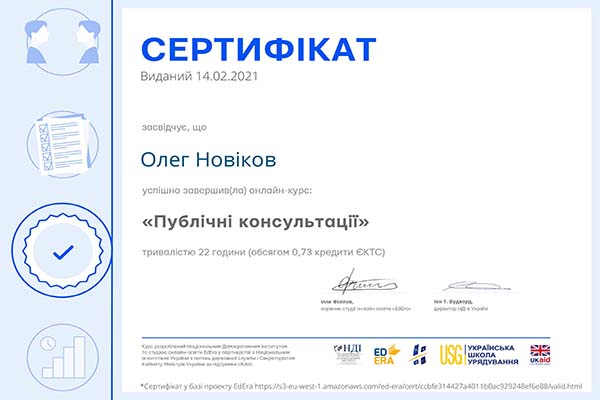 СЕРТИФІКАТ
Виданий 14.02.2021
засвідчує, що
Олег Новіков
успішно завершив(ла) онлайн-курс:
«Публічні консультації»
тривалістю 22 години (обсягом 0,73 кредити ЄКТС)
Ілля Філіпов,
керівник студії онлайн освіти «EdEra»
Іен Т. Вудворд,
директор НДІ в Україні
Курс розроблений Національним Демократичним Інститутом
та студією онлайн освіти EdEra у партнерстві з Національним
агентством України з питань державної служби і Секретаріатом
Кабінету Міністрів України за підтримки UKAID.
НДІ
ED
ERA
USG
УКРАЇНСЬКА
ШКОЛА
УРЯДУВАННЯ
ukaid
*Сертифікат у базі проекту EdEra https://s3-eu-west-1.amazonaws.com/ed-era/cert/ccbfe314427a4011b0ac929248ef6e88/valid.html